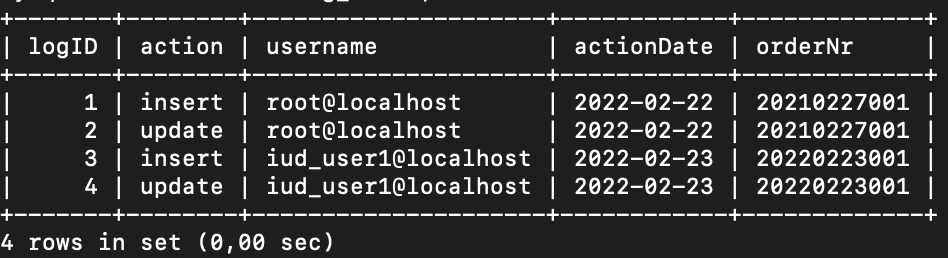 +-------+--------+---------------------+------------+-------------+
| logID | action | username            | actionDate | orderNr     |
+-------+--------+---------------------+------------+-------------+
|     1 | insert | root@localhost      | 2022-02-22 | 20210227001 |
|     2 | update | root@localhost      | 2022-02-22 | 20210227001 |
|     3 | insert | iud_user1@localhost | 2022-02-23 | 20220223001 |
|     4 | update | iud_user1@localhost | 2022-02-23 | 20220223001 |
+-------+--------+---------------------+------------+-------------+
4 rows in set (0,00 sec)